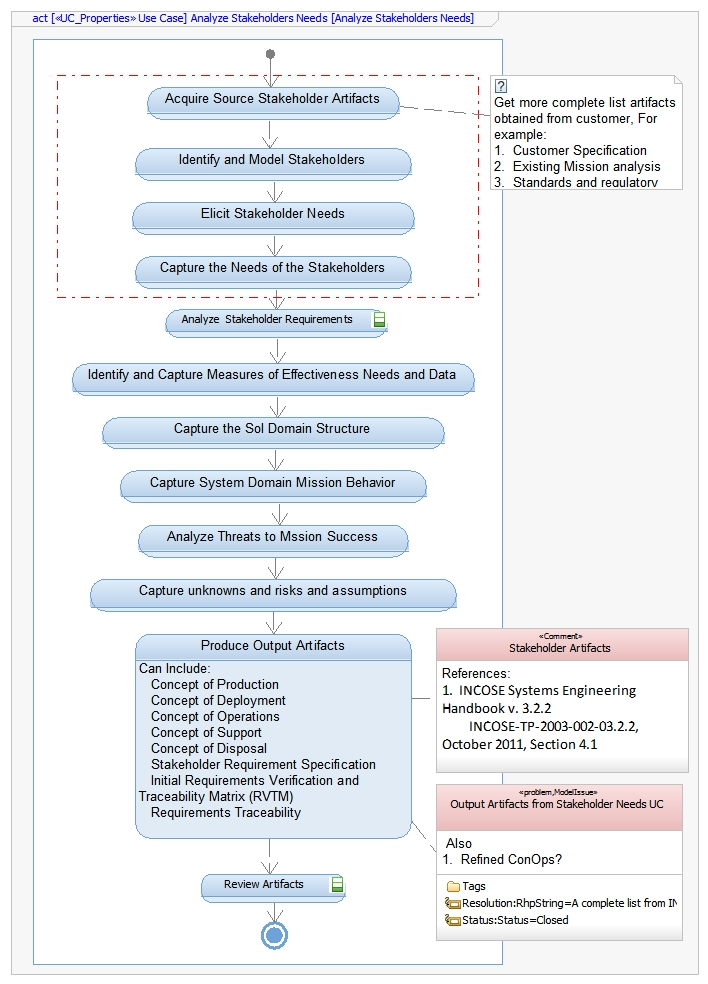 act [«UC_Properties» Use Case] Analyze Stakeholders Needs [Analyze Stakeholders Needs]
Acquire Source Stakeholder Artifacts
?
Get more complete list artifacts
obtained from customer, For
example:
1. Customer Specification
2. Existing Mission analysis
3. Standards and regulatory
Identify and Model Stakeholders
Elicit Stakeholder Needs
Capture the Needs of the Stakeholders
Analyze Stakeholder Requirements
Identify and Capture Measures of Effectiveness Needs and Data
Capture the SoI Domain Structure
Capture System Domain Mission Behavior
Analyze Threats to Mssion Success
Capture unknowns and risks and assumptions
Produce Output Artifacts
Can Include:
Concept of Production
Concept of Deployment
Concept of Operations
Concept of Support
Concept of Disposal
Stakeholder Requirement Specification
Initial Requirements Verification and
Traceability Matrix (RVTM)
Requirements Traceability
«Comment»
Stakeholder Artifacts
References:
1. INCOSE Systems Engineering
Handbook v. 3.2.2
INCOSE-TP-2003-002-03.2.2,
October 2011, Section 4.1
«problem,ModelIssue»
Output Artifacts from Stakeholder Needs UC
Also
1. Refined ConOps?
Tags
Resolution:RhpString=A complete list from IN
Status:Status=Closed
Review Artifacts